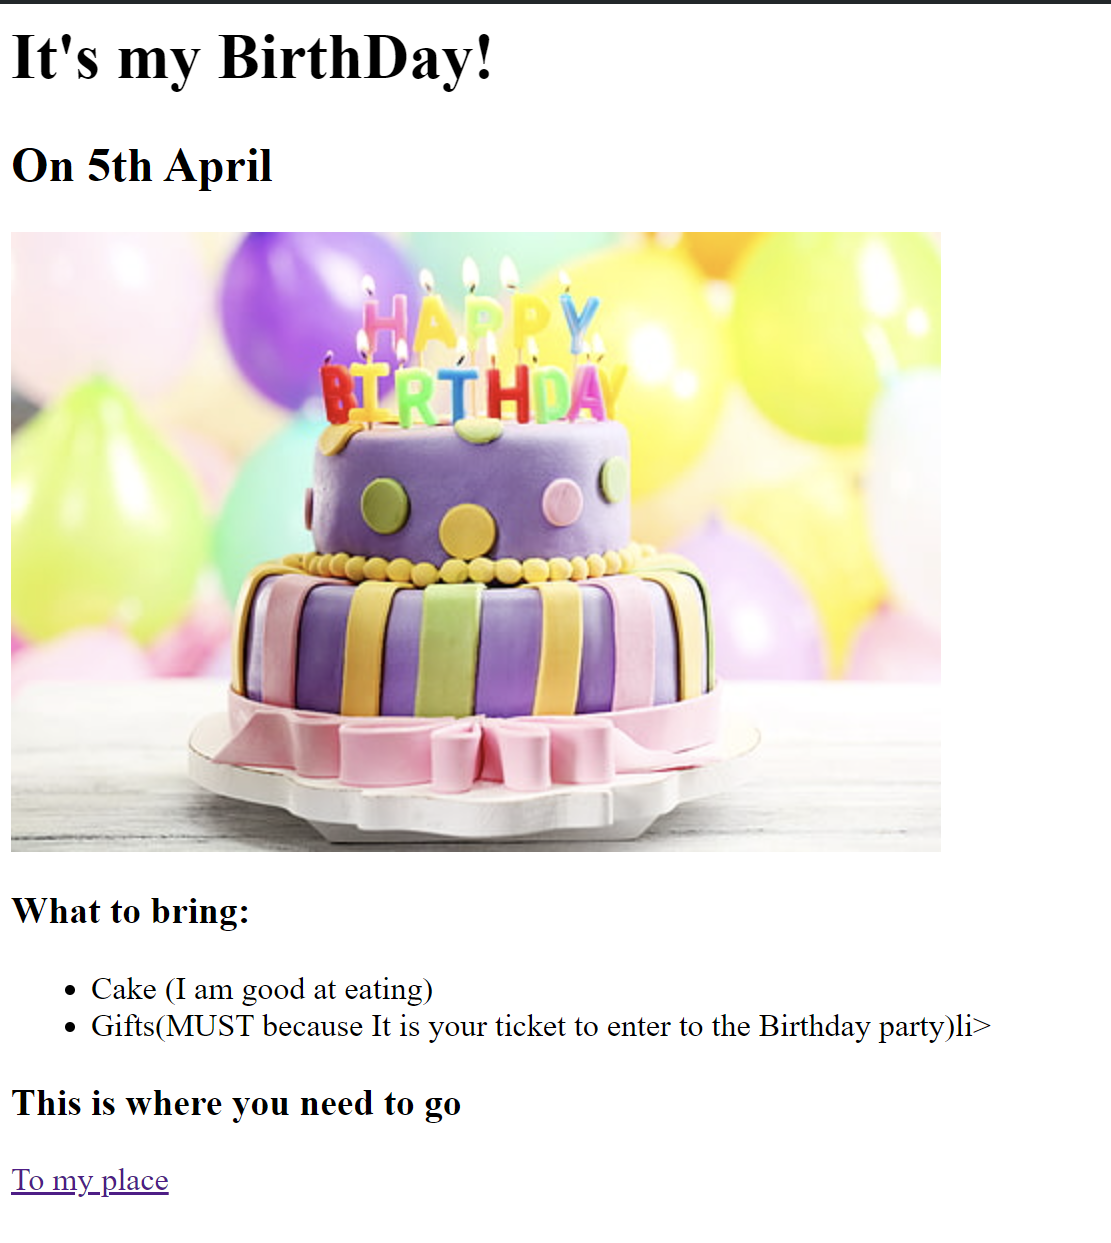 It's my BirthDay!
On 5th April
HAPPY
BIRTHDAY
What to bring:
Cake (I am good at eating)
Gifts(MUST because It is your ticket to enter to the Birthday party)li>
This is where you need to go
To my place